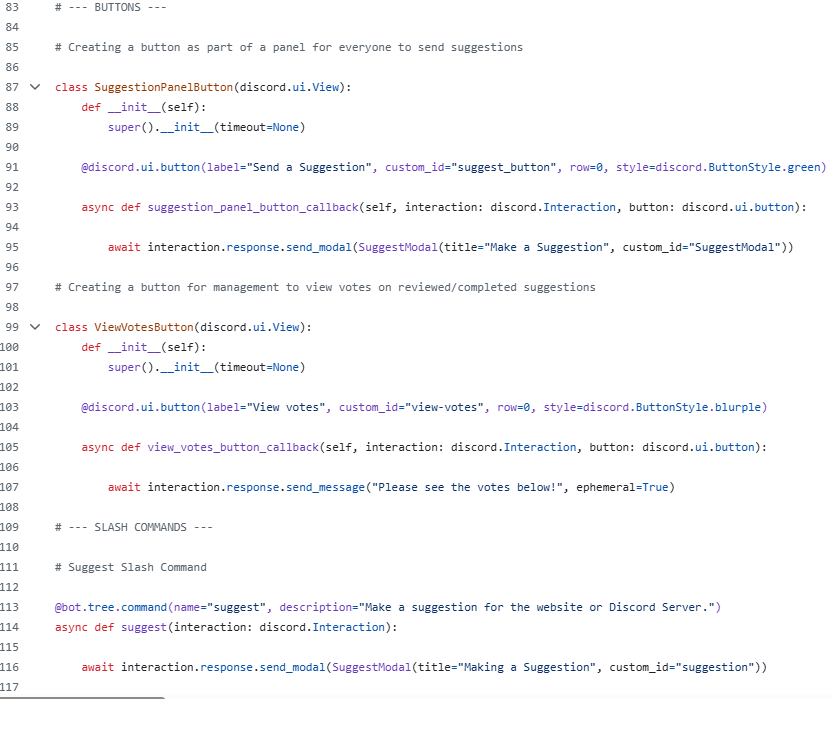 83 # --- BUTTONS ---
84
85 # Creating a button as part of a panel for everyone to send suggestions
86
87 class SuggestionPanelButton(discord.ui.View):
88 def __init__(self):
89 super().__init__(timeout=None)
90
91 @discord.ui.button(label="Send a Suggestion", custom_id="suggest_button", row=0, style=discord.ButtonStyle.green)
92
93 async def suggestion_panel_button_callback(self, interaction: discord.Interaction, button: discord.ui.button):
94
95 await interaction.response.send_modal(SuggestModal(title="Make a Suggestion", custom_id="SuggestModal"))
96
97 # Creating a button for management to view votes on reviewed/completed suggestions
98
99 class ViewVotesButton(discord.ui.View):
100 def __init__(self):
101 super().__init__(timeout=None)
102
103 @discord.ui.button(label="View votes", custom_id="view-votes", row=0, style=discord.ButtonStyle.blurple)
104
105 async def view_votes_button_callback(self, interaction: discord.Interaction, button: discord.ui.button):
106
107 await interaction.response.send_message("Please see the votes below!", ephemeral=True)
108
109 # --- SLASH COMMANDS ---
110
111 # Suggest Slash Command
112
113 @bot.tree.command(name="suggest", description="Make a suggestion for the website or Discord Server.")
114 async def suggest(interaction: discord.Interaction):
115
116 await interaction.response.send_modal(SuggestModal(title="Making a Suggestion", custom_id="suggestion"))
117